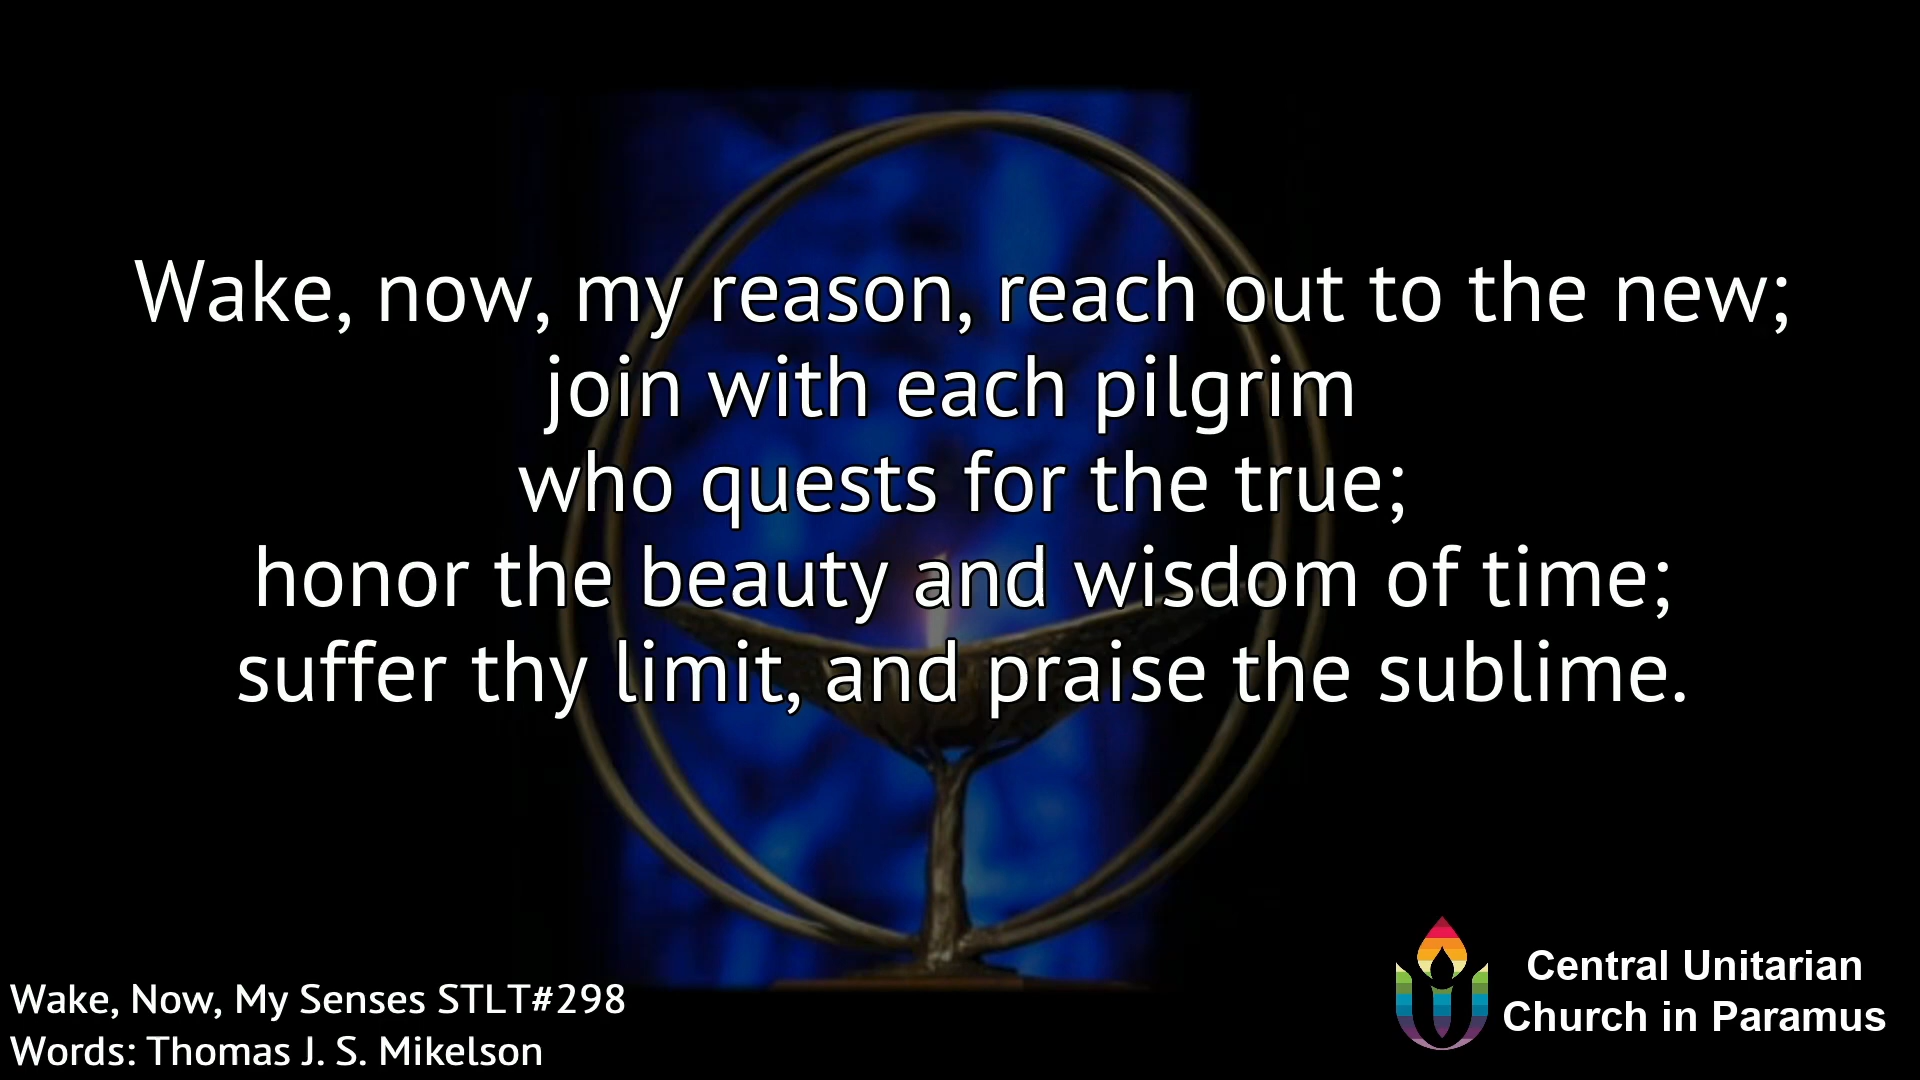 Wake, now, my reason, reach out to the new;
join with each pilgrim
who quests for the true;
honor the beauty and wisdom of time;
suffer thy limit, and praise the sublime.
Wake, Now, My Senses STLT#298
Words: Thomas J. S. Mikelson
Central Unitarian
Church in Paramus